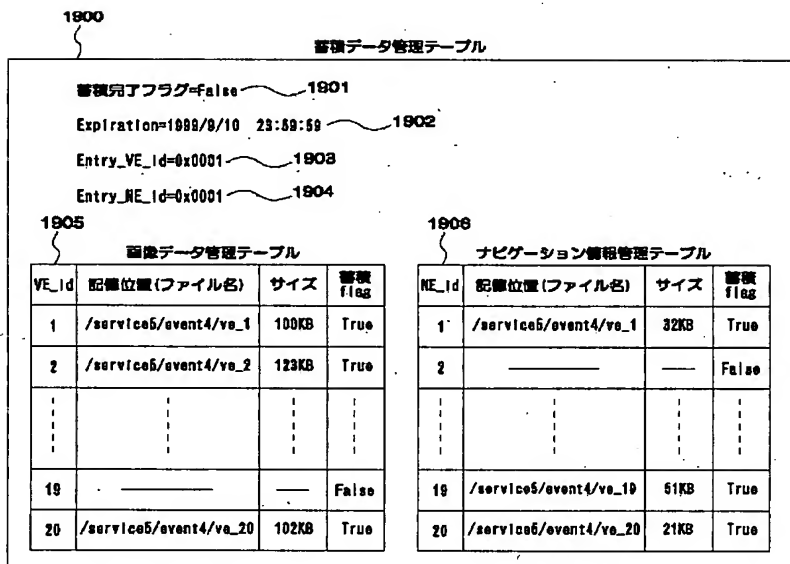 1900
蓄積データ管理テーブル
蓄積完了フラグ=False 1901
Expiration=1999/9/10 23:59:59 1902
Entry_VE_id=0x0001 1903
Entry_NE_id=0x0001 1904
1905
画像データ管理テーブル
VE_id 記憶位置(ファイル名) サイズ 蓄積flag
1 /service5/event4/ve_1 100KB True
2 /service5/event4/ve_2 123KB True
19 False
20 /service5/event4/ve_20 102KB True
1906
ナビゲーション情報管理テーブル
NE_id 記憶位置(ファイル名) サイズ 蓄積flag
1 /service5/event4/ve_1 32KB True
2 False
19 /service5/event4/ve_19 51KB True
20 /service5/event4/ve_20 21KB True